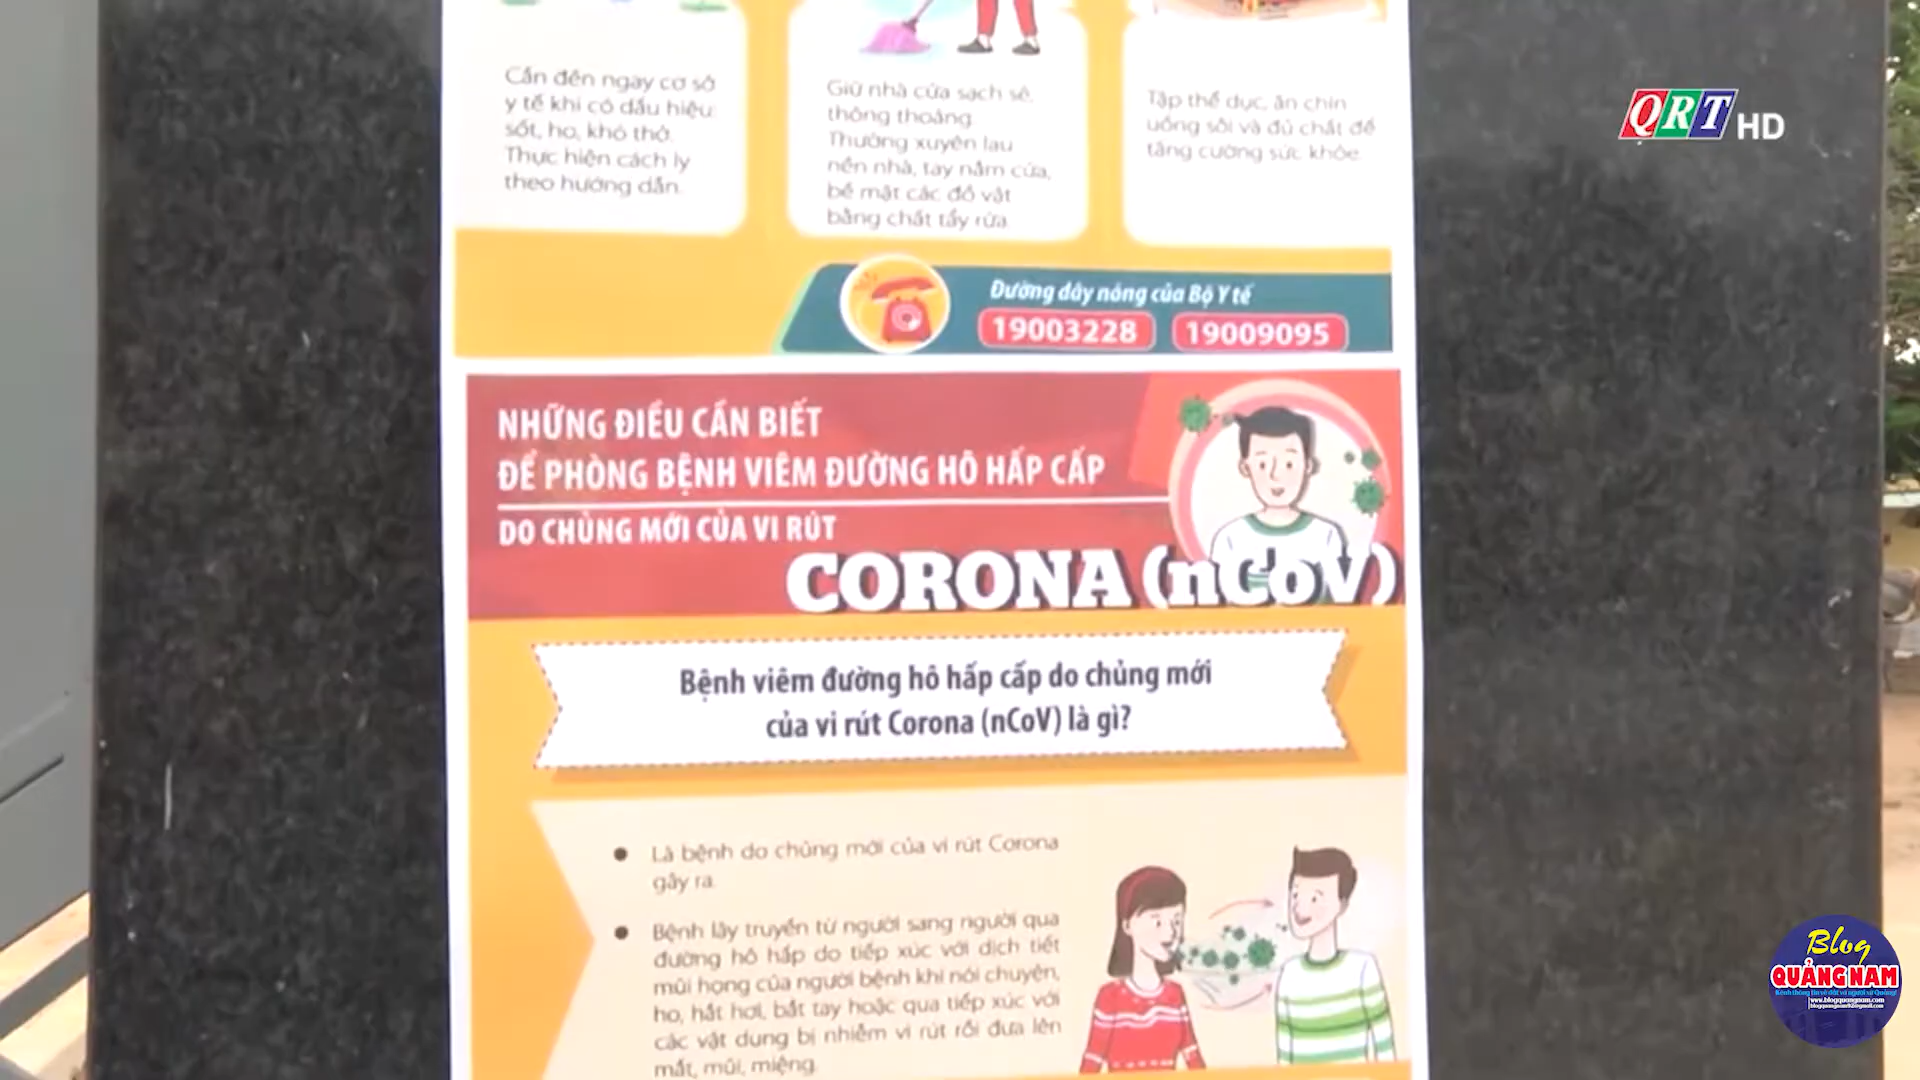 Cần đến ngay cơ sở
y tế khi có dấu hiệu:
sốt, ho, khó thở.
Thực hiện cách ly
theo hướng dẫn.
Giữ nhà cửa sạch sẽ,
thông thoáng.
Thường xuyên lau
nền nhà, tay nắm cửa,
bề mặt các đồ vật
bằng chất tẩy rửa.
Tập thể dục, ăn chín
uống sôi và đủ chất để
tăng cường sức khỏe.
QRT HD
Đường dây nóng của Bộ Y tế
19003228 19009095
NHỮNG ĐIỀU CẦN BIẾT
ĐỂ PHÒNG BỆNH VIÊM ĐƯỜNG HÔ HẤP CẤP
DO CHỦNG MỚI CỦA VI RÚT
CORONA (nCoV)
Bệnh viêm đường hô hấp cấp do chủng mới
của vi rút Corona (nCoV) là gì?
Là bệnh do chủng mới của vi rút Corona
gây ra.
Bệnh lây truyền từ người sang người qua
đường hô hấp do tiếp xúc với dịch tiết
mũi họng của người bệnh khi nói chuyện,
ho, hắt hơi, bắt tay hoặc qua tiếp xúc với
các vật dụng bị nhiễm vi rút rồi đưa lên
mắt, mũi, miệng.
Blog
QUẢNG NAM
www.blogquangnam.com